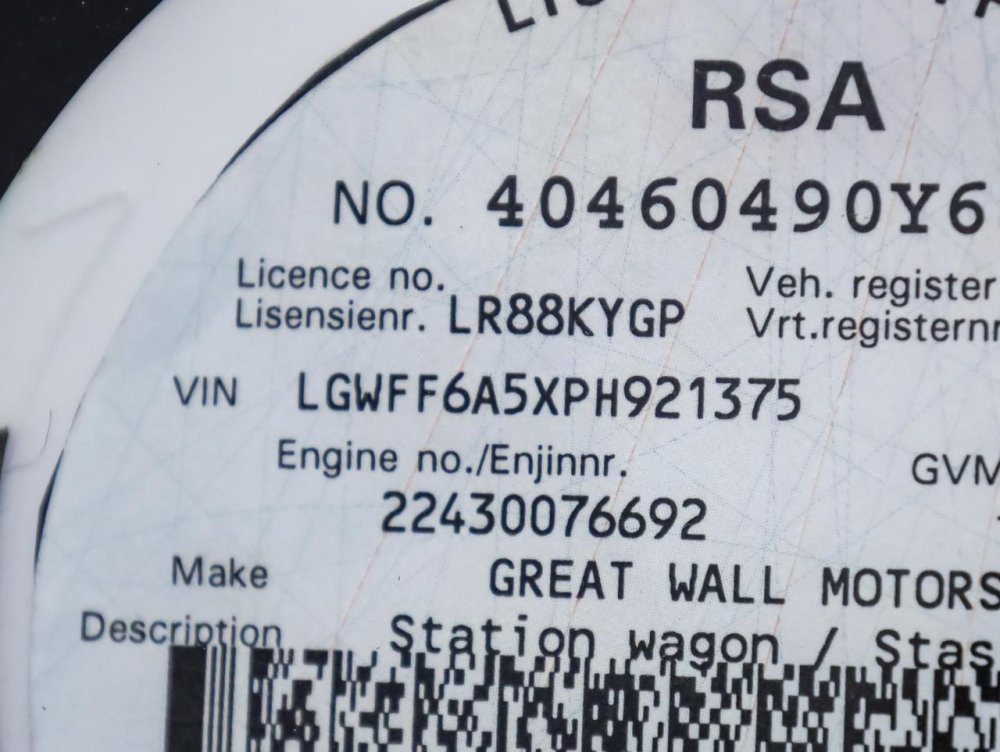 RSA
NO. 40460490Y6
Licence no. Veh. register
Lisensienr. LR88KYGP Vrt.registernr
VIN LGWFF6A5XPH921375
Engine no./Enjinnr. GVM
22430076692
Make GREAT WALL MOTORS
Description Station wagon / Stas